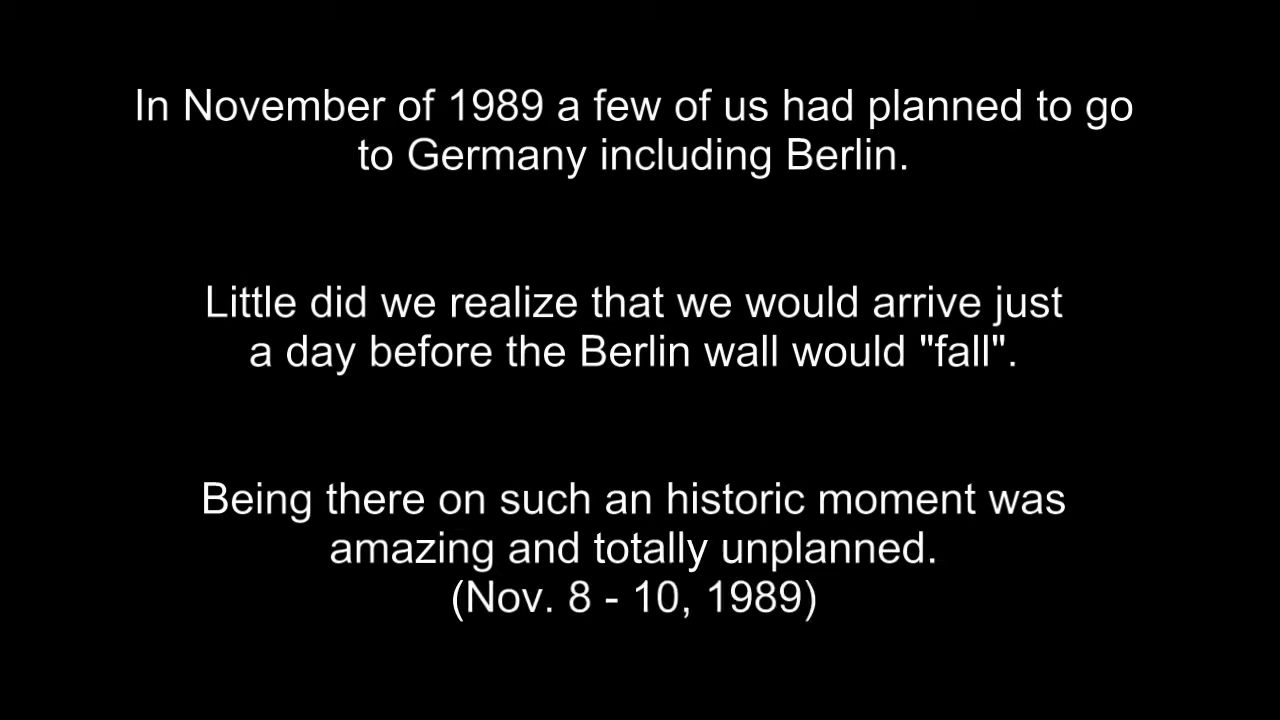 In November of 1989 a few of us had planned to go
to Germany including Berlin.
Little did we realize that we would arrive just
a day before the Berlin wall would "fall".
Being there on such an historic moment was
amazing and totally unplanned.
(Nov. 8 - 10, 1989)